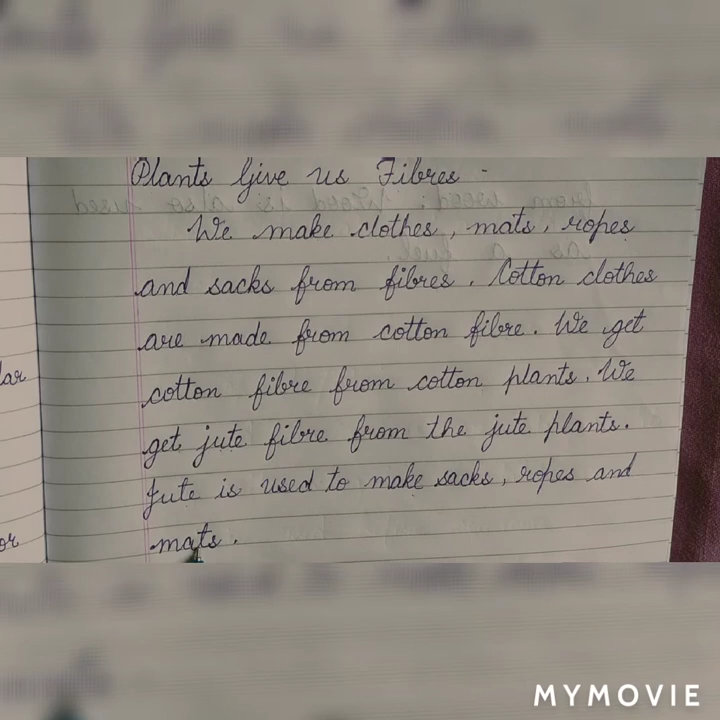 Plants Give us Fibres -
We make clothes, mats, ropes
and sacks from fibres. Cotton clothes
are made from cotton fibre. We get
cotton fibre from cotton plants. We
get jute fibre from the jute plants.
Jute is used to make sacks, ropes and
mats.
lar
or
MYMOVIE